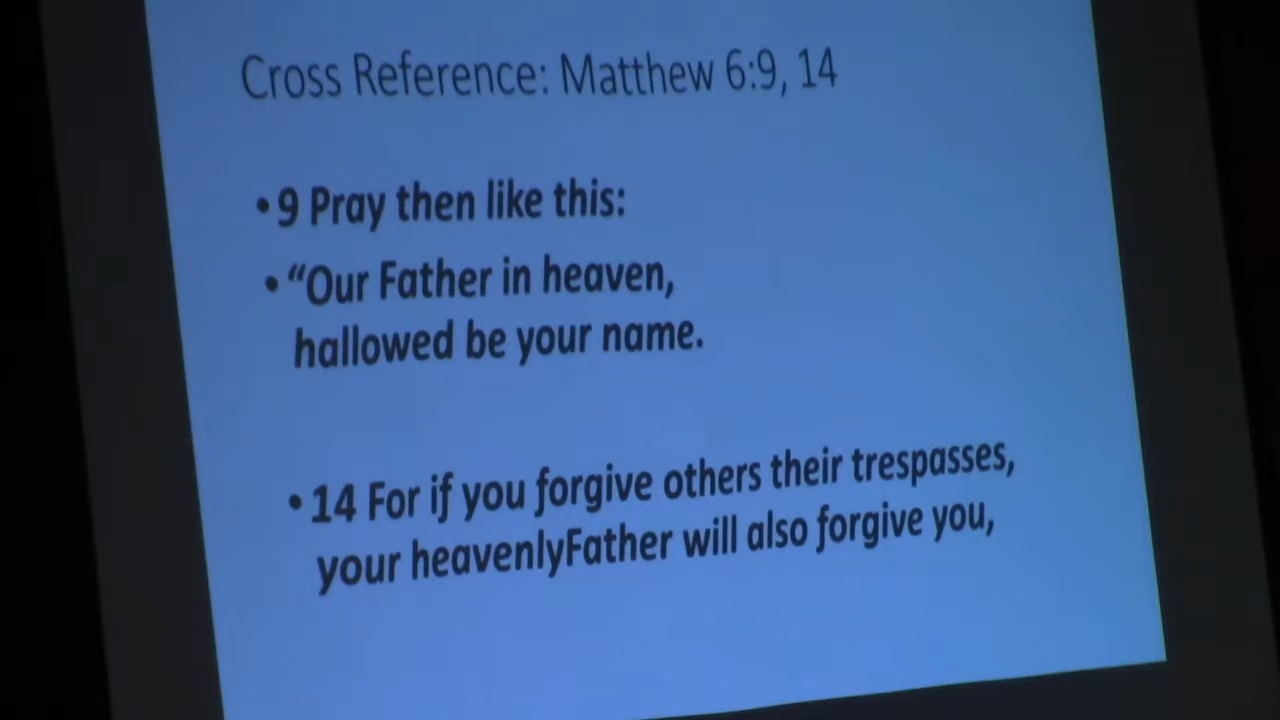 Cross Reference: Matthew 6:9, 14
•9 Pray then like this:
•“Our Father in heaven,
hallowed be your name.
•14 For if you forgive others their trespasses,
your heavenlyFather will also forgive you,